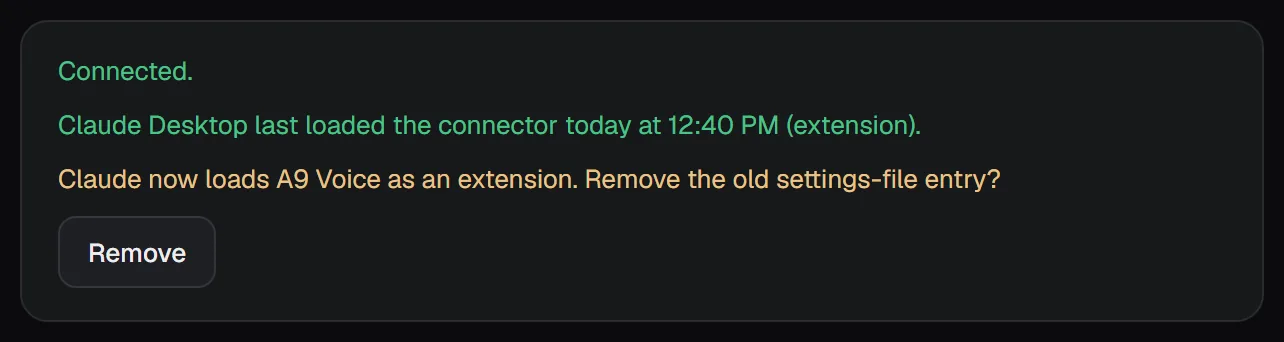 Connected.
Claude Desktop last loaded the connector today at 12:40 PM (extension).
Claude now loads A9 Voice as an extension. Remove the old settings-file entry?
Remove